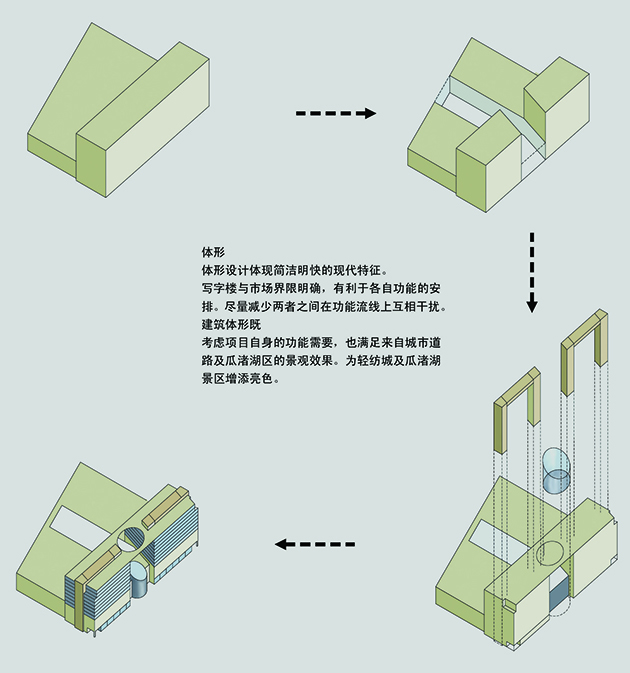 体形
体形设计体现简洁明快的现代特征。
写字楼与市场界限明确，有利于各自功能的安
排。尽量减少两者之间在功能流线上互相干扰。
建筑体形既
考虑项目自身的功能需要，也满足来自城市道
路及瓜渚湖区的景观效果。为轻纺城及瓜渚湖
景区增添亮色。